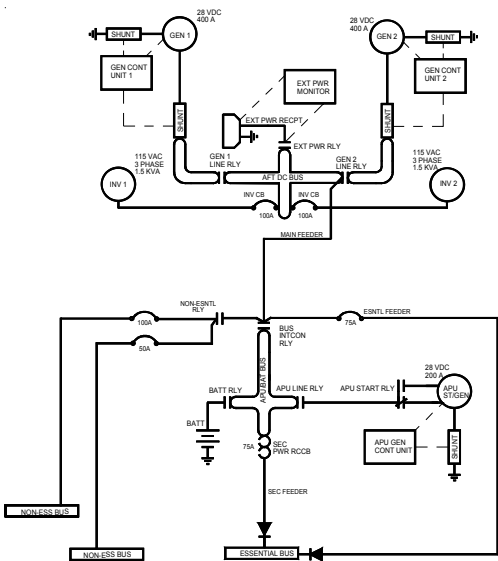 28 VDC
400 A
SHUNT
GEN 1
GEN CONT
UNIT 1
SHUNT
28 VDC
400 A
GEN 2
SHUNT
GEN CONT
UNIT 2
SHUNT
EXT PWR
MONITOR
EXT PWR RECPT
EXT PWR RLY
GEN 1
LINE RLY
GEN 2
LINE RLY
AFT DC BUS
115 VAC
3 PHASE
1.5 KVA
INV 1
115 VAC
3 PHASE
1.5 KVA
INV 2
INV CB
100A
INV CB
100A
MAIN FEEDER
NON-ESNTL
RLY
100A
50A
BUS
INTCON
RLY
ESNTL FEEDER
75A
APU/BAT BUS
BATT RLY
APU LINE RLY
APU START RLY
28 VDC
200 A
APU
ST/GEN
BATT
75A
SEC
PWR RCCB
APU GEN
CONT UNIT
SHUNT
SEC FEEDER
NON-ESS BUS
NON-ESS BUS
ESSENTIAL BUS